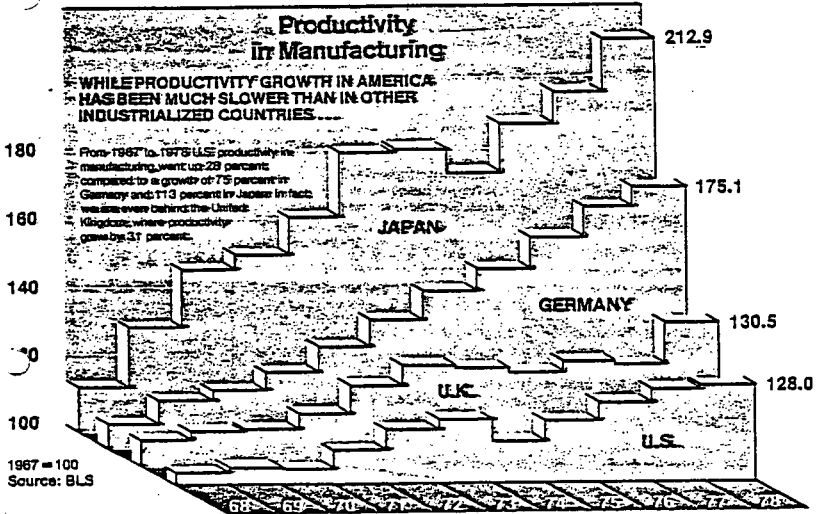 Productivity
in Manufacturing
WHILE PRODUCTIVITY GROWTH IN AMERICA
HAS BEEN MUCH SLOWER THAN IN OTHER
INDUSTRIALIZED COUNTRIES....
From 1967 to 1978 U.S. productivity in
manufacturing went up 28 percent
compared to a growth of 75 percent in
Germany and 113 percent in Japan. In fact
we are even behind the United
Kingdom, where productivity
grew by 31 percent.
212.9
180
175.1
160
JAPAN
140
GERMANY
130.5
20
U.K.
128.0
100
U.S.
1967 = 100
Source: BLS
68 69 70 71 72 73 74 75 76 77 78